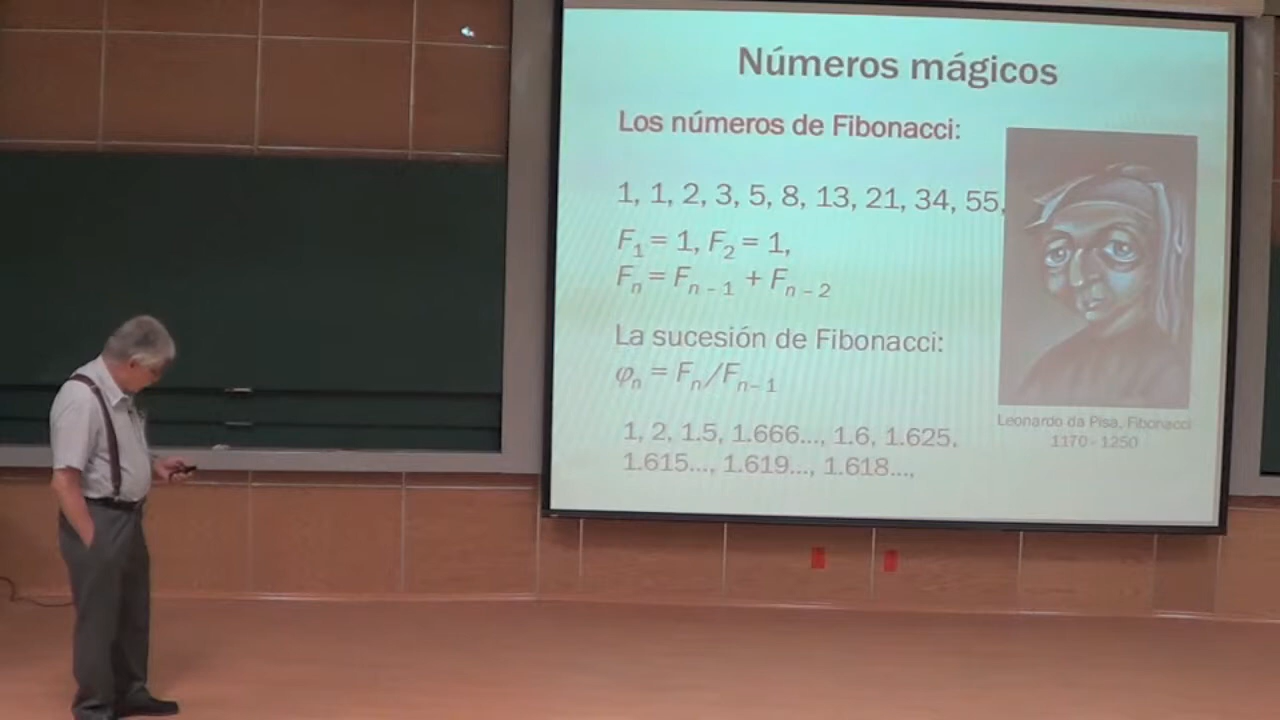 Números mágicos
Los números de Fibonacci:
1, 1, 2, 3, 5, 8, 13, 21, 34, 55,
F₁ = 1, F₂ = 1,
Fₙ = Fₙ₋₁ + Fₙ₋₂
La sucesión de Fibonacci:
φₙ = Fₙ/Fₙ₋₁
1, 2, 1.5, 1.666..., 1.6, 1.625,
1.615..., 1.619..., 1.618...,
Leonardo da Pisa, Fibonacci
1170 - 1250